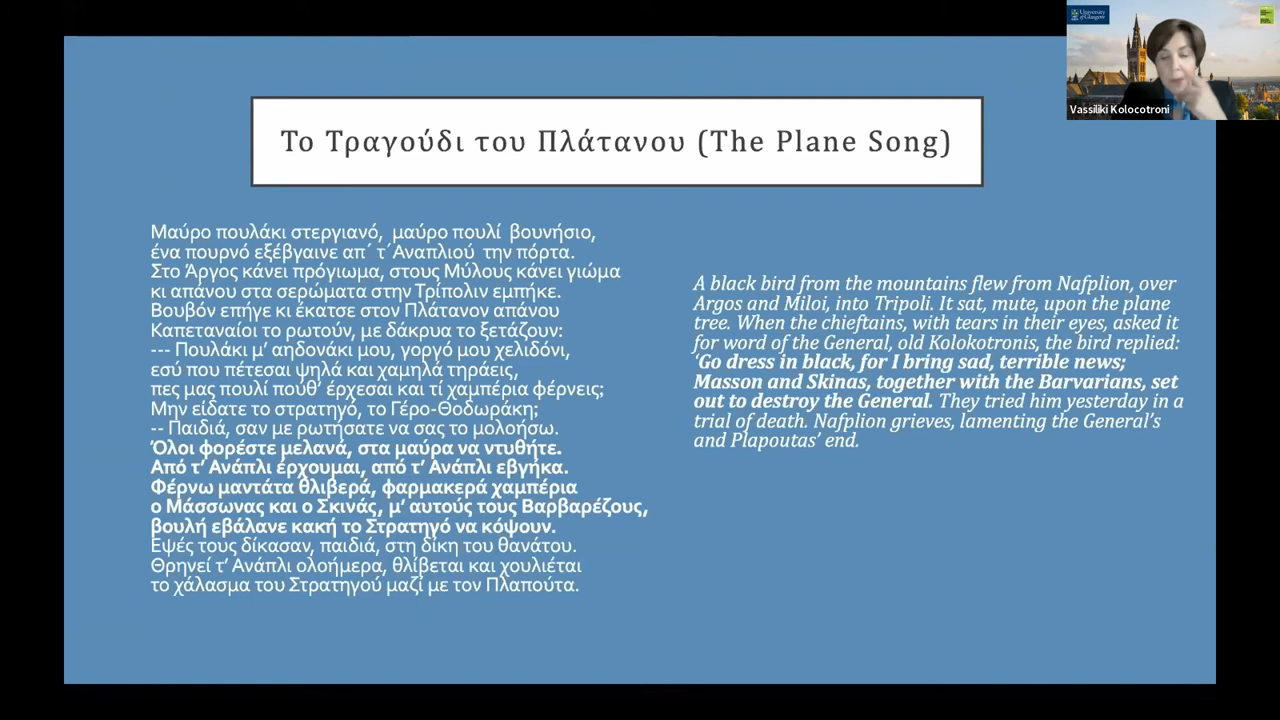 Το Τραγούδι του Πλάτανου (The Plane Song)
Μαύρο πουλάκι στεργιανό, μαύρο πουλί βουνήσιο,
ένα πουρνό εξέβγαινε απ´ τ´Αναπλιού την πόρτα.
Στο Άργος κάνει πρόγιωμα, στους Μύλους κάνει γιώμα
κι απάνου στα σερώματα στην Τρίπολιν εμπήκε.
Βουβόν επήγε κι έκατσε στον Πλάτανον απάνου
Καπεταναίοι το ρωτούν, με δάκρυα το ξετάζουν:
--- Πουλάκι μ’ αηδονάκι μου, γοργό μου χελιδόνι,
εσύ που πέτεσαι ψηλά και χαμηλά τηράεις,
πες μας πουλί πούθ’ έρχεσαι και τί χαμπέρια φέρνεις;
Μην είδατε το στρατηγό, το Γέρο-Θοδωράκη;
-- Παιδιά, σαν με ρωτήσατε να σας το μολοήσω.
Όλοι φορέστε μελανά, στα μαύρα να ντυθήτε.
Από τ’ Ανάπλι έρχουμαι, από τ’ Ανάπλι εβγήκα.
Φέρνω μαντάτα θλιβερά, φαρμακερά χαμπέρια
ο Μάσσωνας και ο Σκινάς, μ’ αυτούς τους Βαρβαρέζους,
βουλή εβάλανε κακή το Στρατηγό να κόψουν.
Εψές τους δίκασαν, παιδιά, στη δίκη του θανάτου.
Θρηνεί τ’ Ανάπλι ολοήμερα, θλίβεται και χουλιέται
το χάλασμα του Στρατηγού μαζί με τον Πλαπούτα.
A black bird from the mountains flew from Nafplion, over
Argos and Miloi, into Tripoli. It sat, mute, upon the plane
tree. When the chieftains, with tears in their eyes, asked it
for word of the General, old Kolokotronis, the bird replied:
‘Go dress in black, for I bring sad, terrible news;
Masson and Skinas, together with the Barvarians, set
out to destroy the General. They tried him yesterday in a
trial of death. Nafplion grieves, lamenting the General’s
and Plapoutas’ end.
University
of Glasgow
Vassiliki Kolocotroni